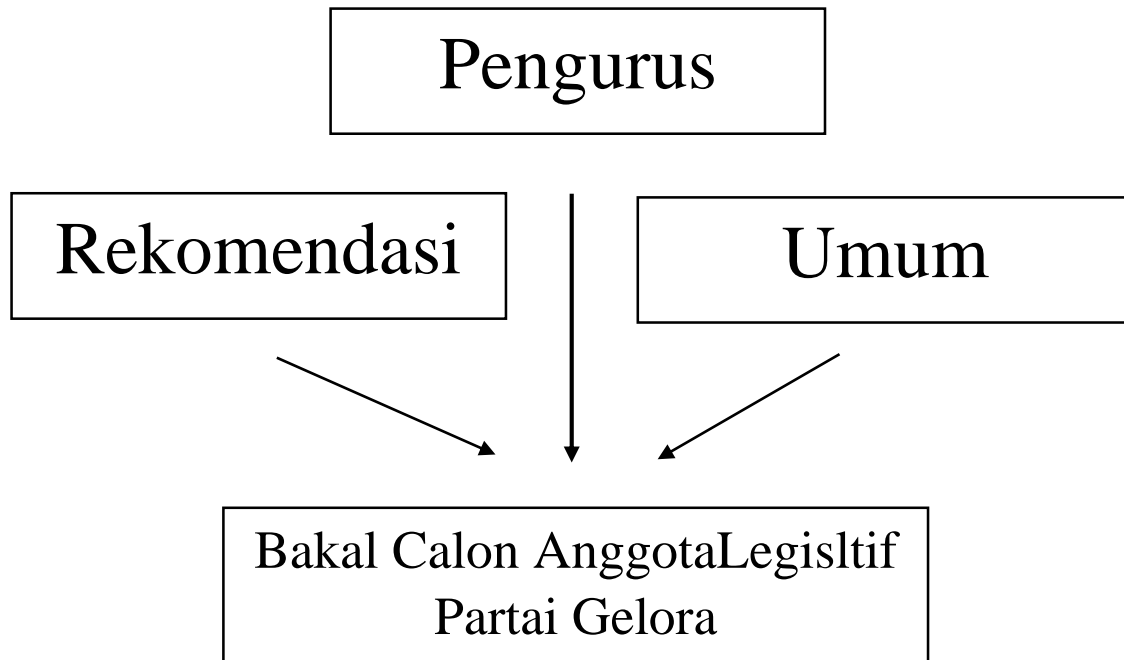 Pengurus
Rekomendasi
Umum
Bakal Calon AnggotaLegisltif
Partai Gelora